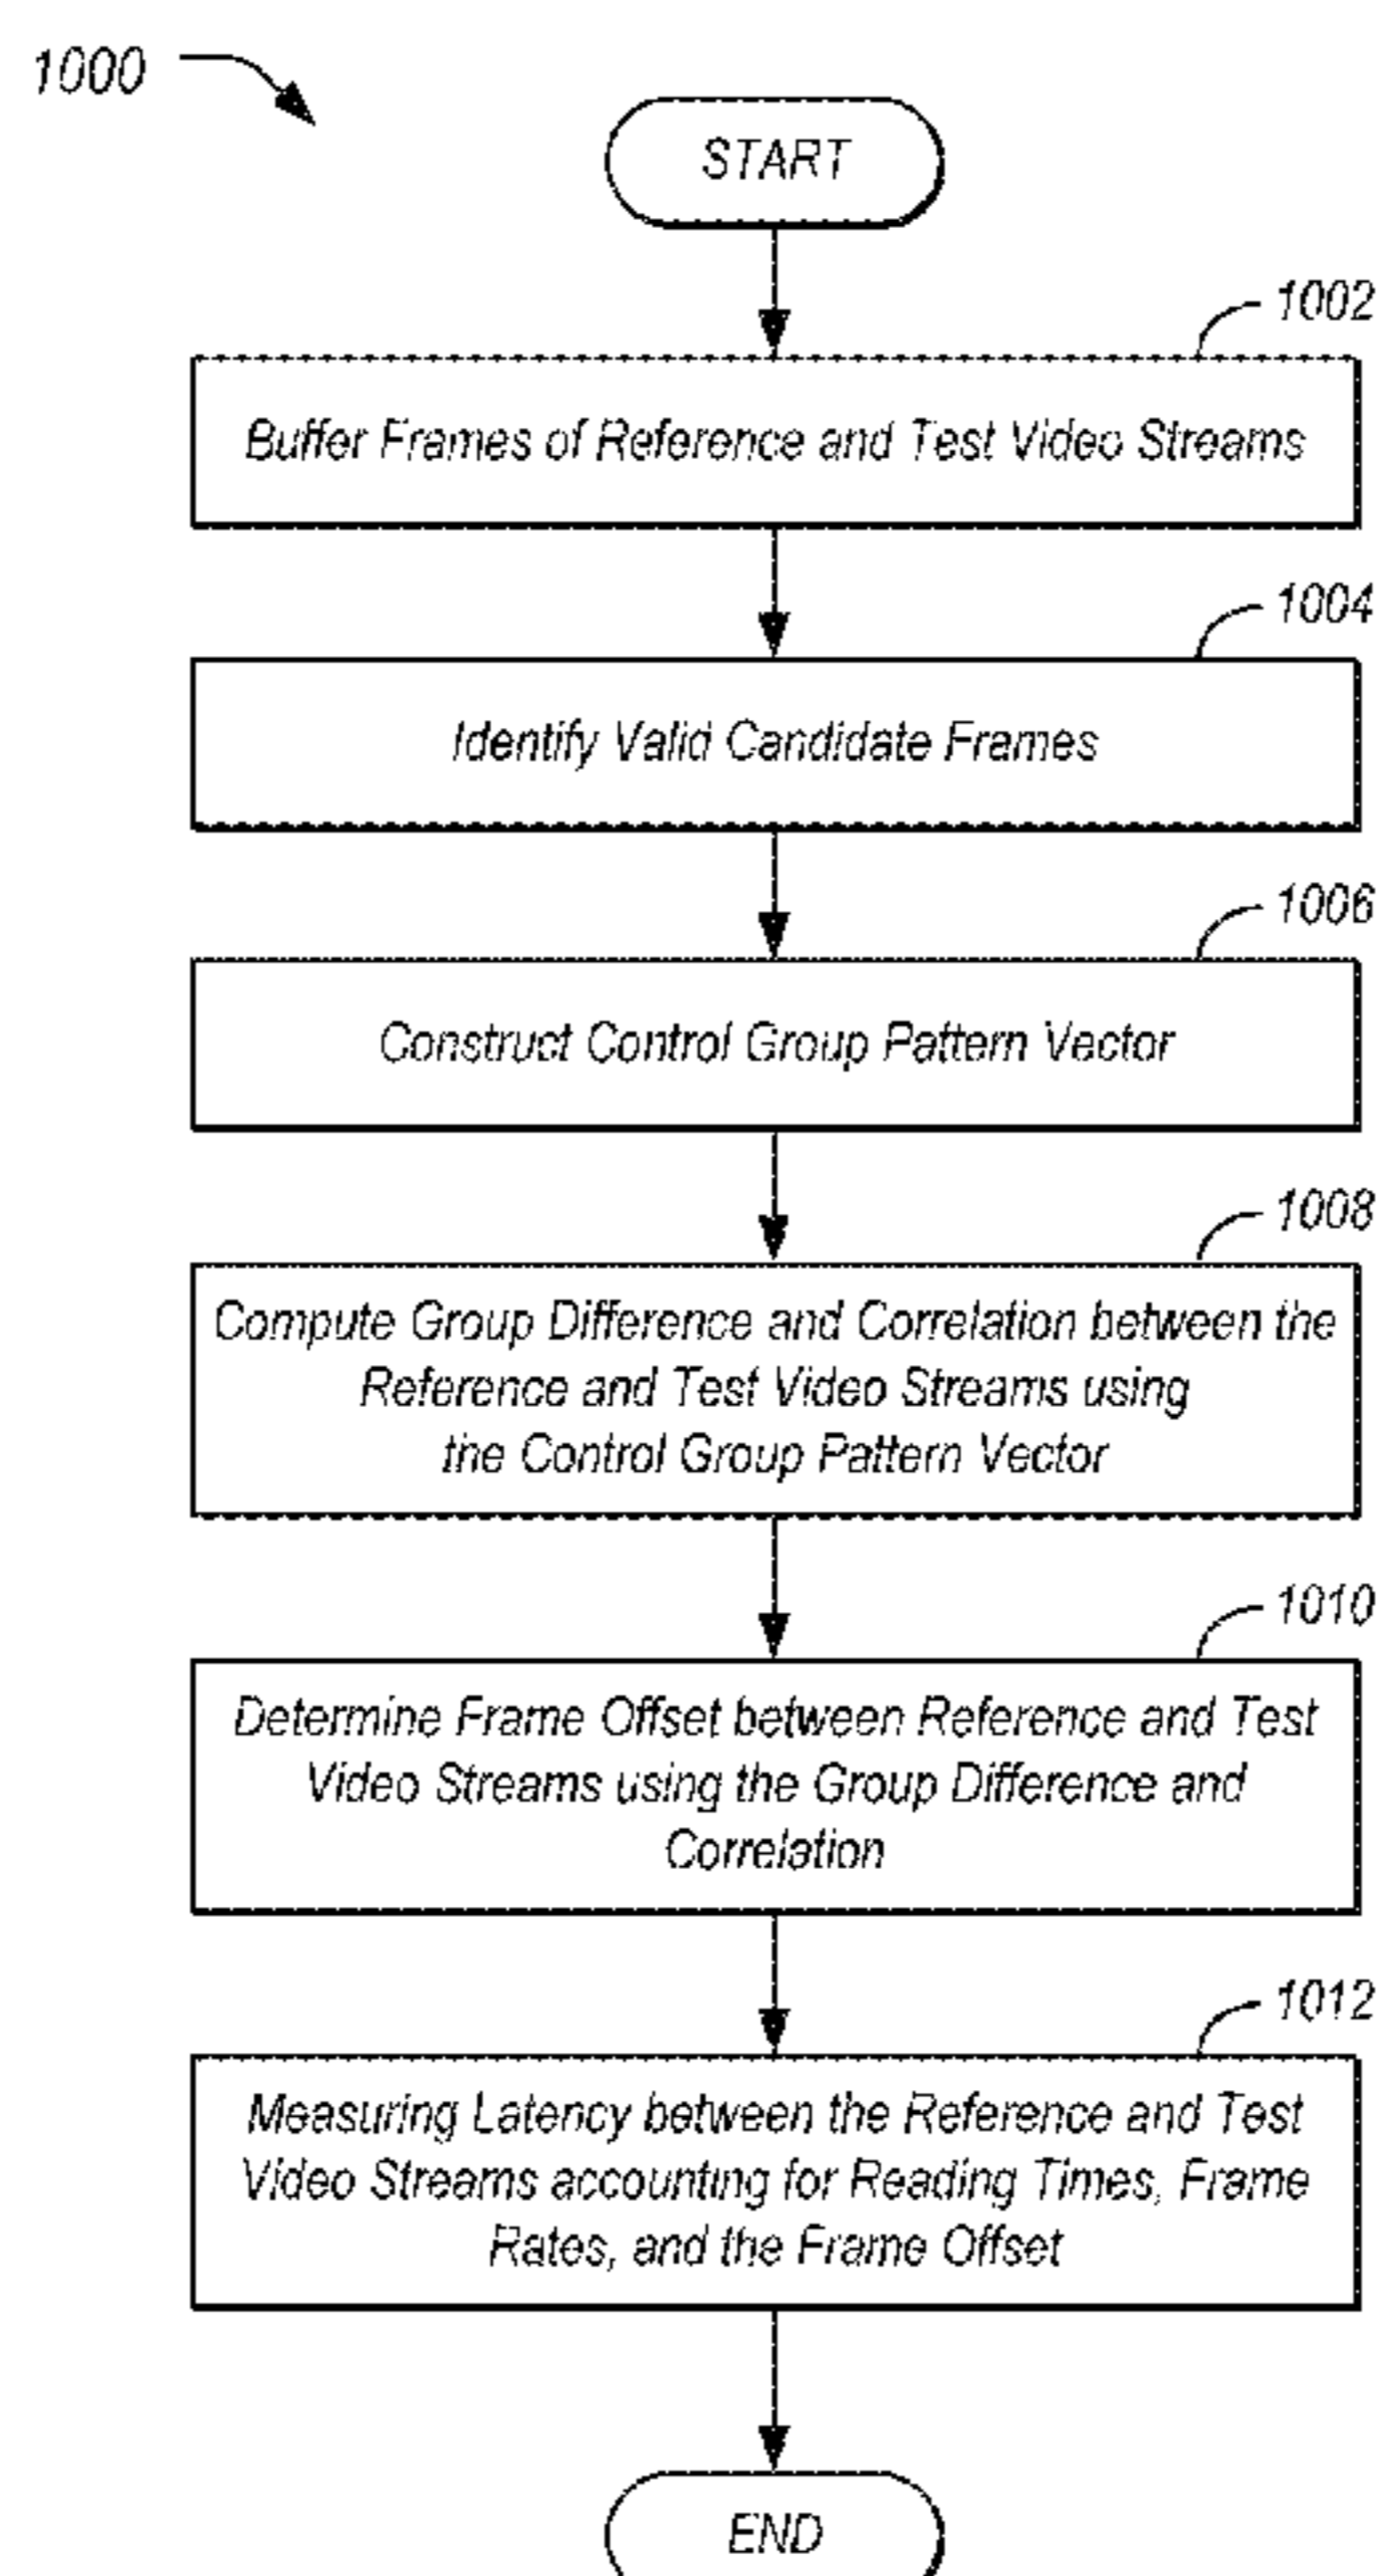 1000
START
1002
Buffer Frames of Reference and Test Video Streams
1004
Identify Valid Candidate Frames
1006
Construct Control Group Pattern Vector
1008
Compute Group Difference and Correlation between the
Reference and Test Video Streams using
the Control Group Pattern Vector
1010
Determine Frame Offset between Reference and Test
Video Streams using the Group Difference and
Correlation
1012
Measuring Latency between the Reference and Test
Video Streams accounting for Reading Times, Frame
Rates, and the Frame Offset
END